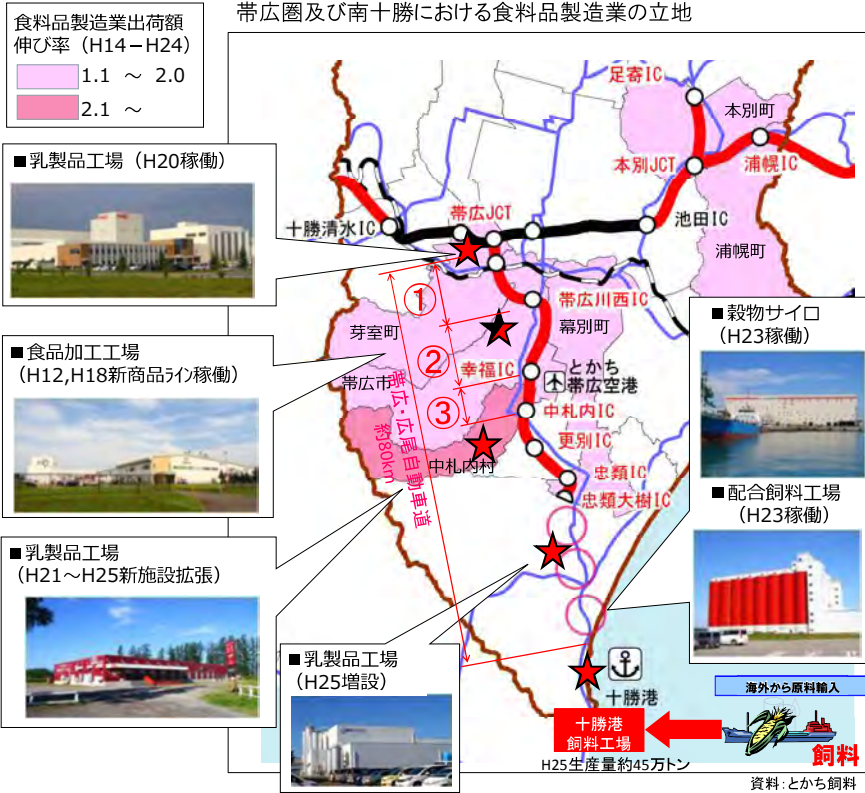 帯広圏及び南十勝における食料品製造業の立地
食料品製造業出荷額
伸び率（H14－H24）
1.1 ～ 2.0
2.1 ～
■乳製品工場（H20稼働）
■食品加工工場
（H12,H18新商品ライン稼働）
■乳製品工場
（H21～H25新施設拡張）
■乳製品工場
（H25増設）
■穀物サイロ
（H23稼働）
■配合飼料工場
（H23稼働）
足寄IC
本別町
本別JCT
浦幌IC
帯広JCT
十勝清水IC
池田IC
浦幌町
①
帯広川西IC
芽室町
幕別町
②
幸福IC
とかち
帯広空港
帯広市
③
中札内IC
更別IC
中札内村
忠類IC
忠類大樹IC
帯広・広尾自動車道
約80km
十勝港
海外から原料輸入
十勝港
飼料工場
飼料
H25生産量約45万トン
資料：とかち飼料